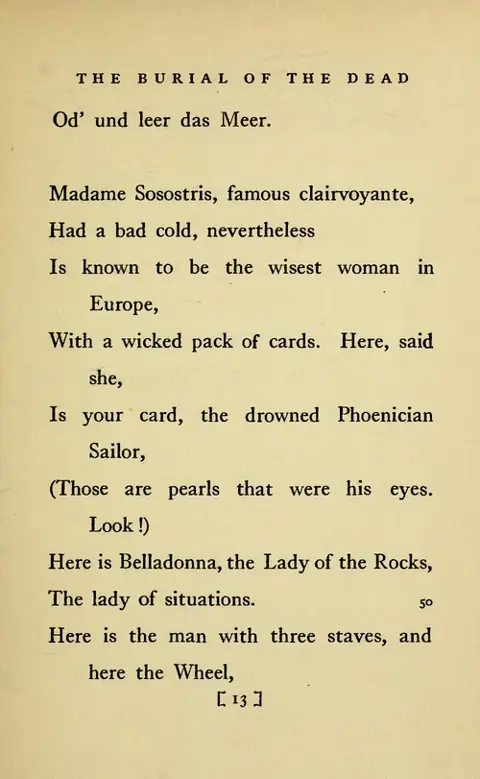 THE BURIAL OF THE DEAD
Od' und leer das Meer.
Madame Sosostris, famous clairvoyante,
Had a bad cold, nevertheless
Is known to be the wisest woman in
Europe,
With a wicked pack of cards. Here, said
she,
Is your card, the drowned Phoenician
Sailor,
(Those are pearls that were his eyes.
Look!)
Here is Belladonna, the Lady of the Rocks,
The lady of situations. 50
Here is the man with three staves, and
here the Wheel,
[13]